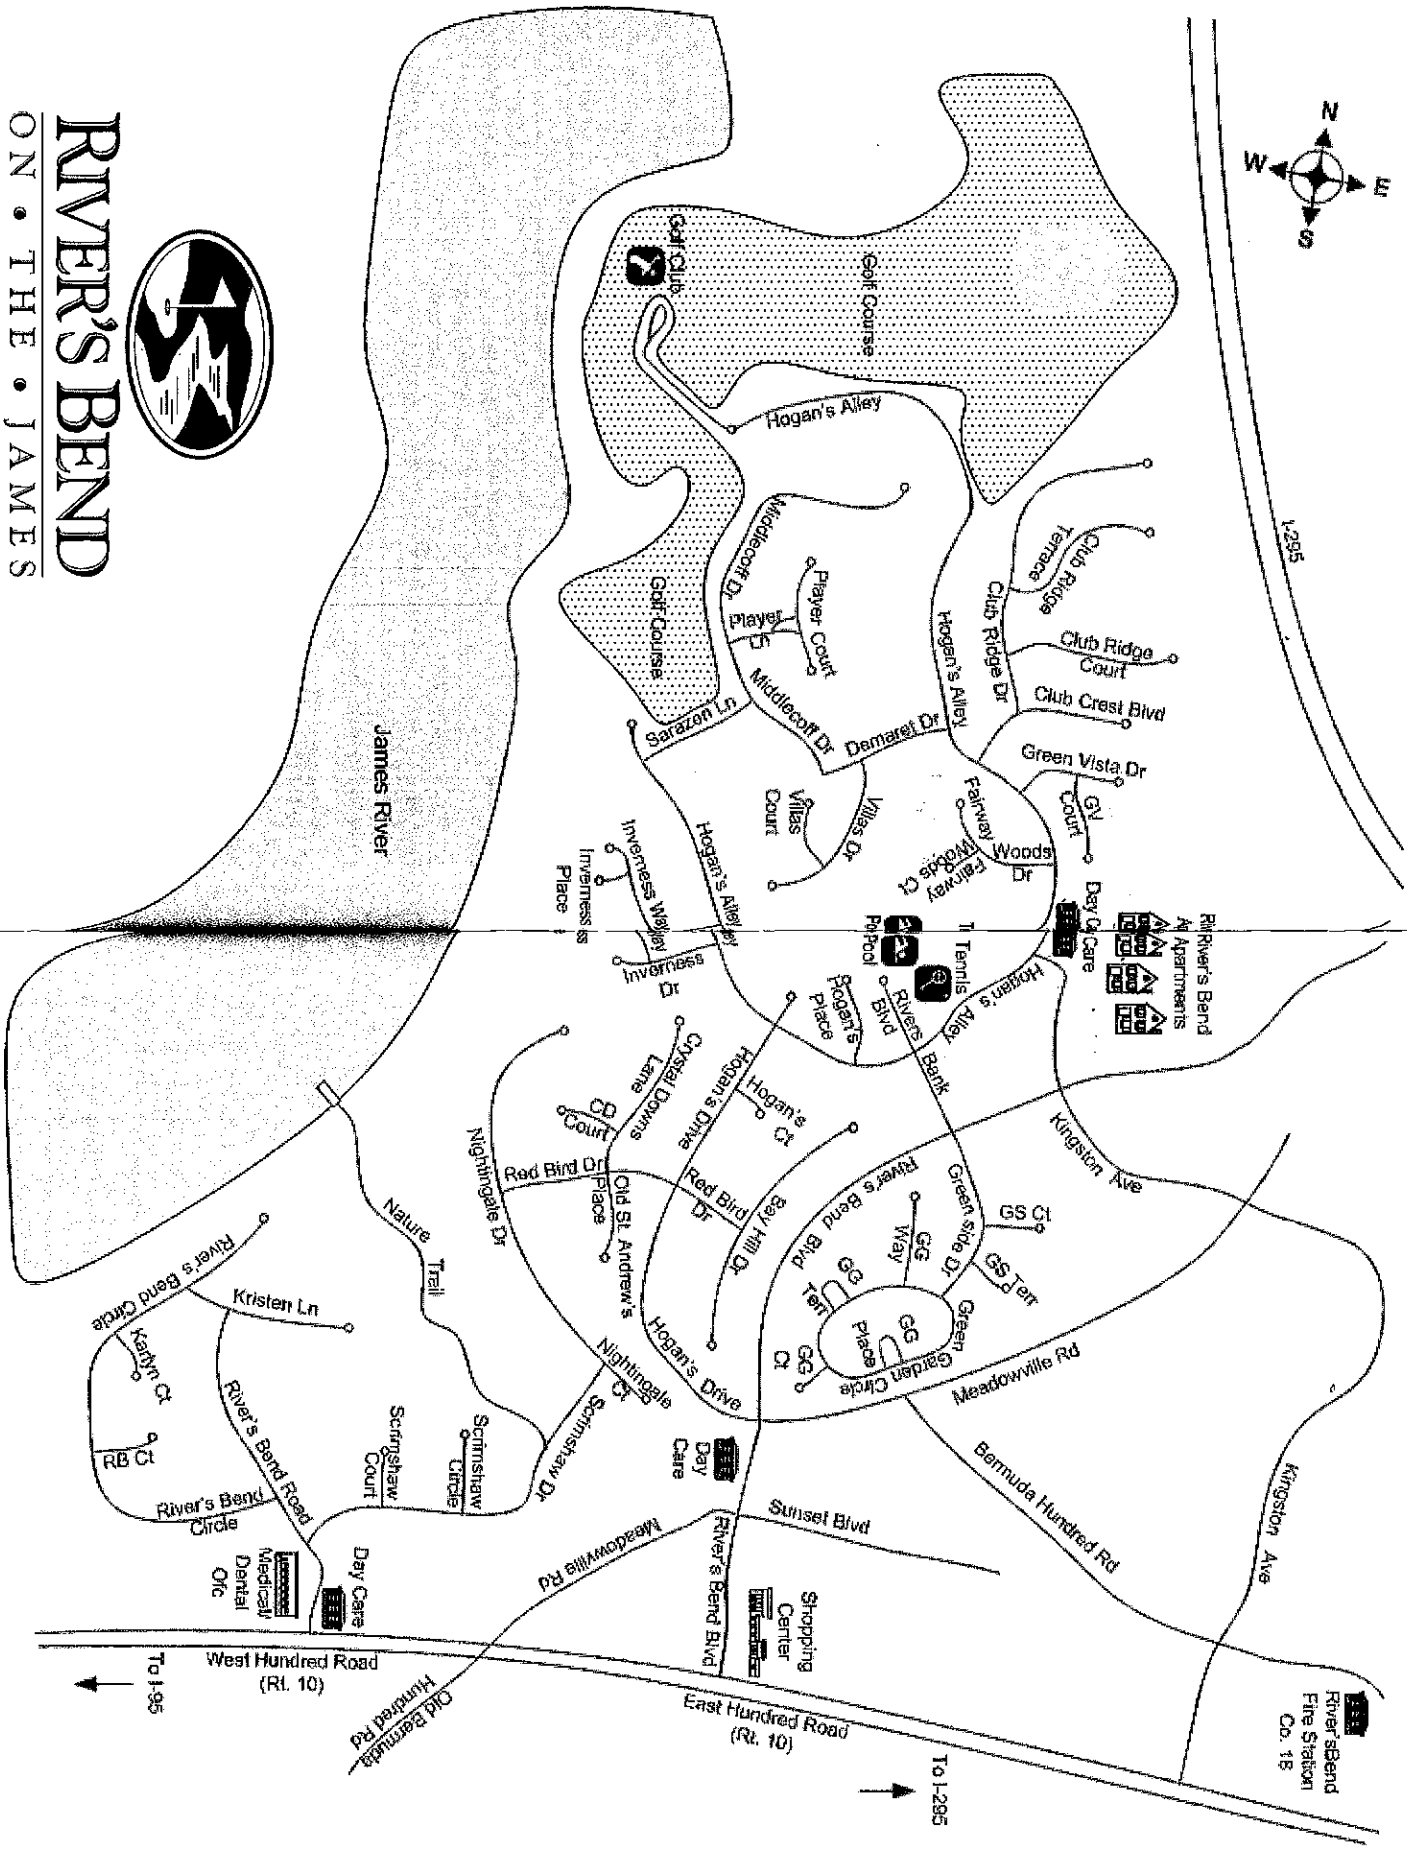 RIVER'S BEND
ON • THE • JAMES
N
W
E
S
I-295
Golf Club
Golf Course
Hogan's Alley
Middlecoff Dr
Player Court
Player
Middlecoff Dr
Golf Course
Sarazen Ln
Demaret Dr
Hogan's Alley
Club Ridge Dr
Club Ridge
Terrace
Club Ridge
Court
Club Crest Blvd
Green Vista Dr
GV
Court
Fairway
Woods
Dr
Fairway
Woods Ct
Villas Dr
Villas
Court
Hogan's Alley
James River
Inverness Way
Inverness
Place
Inverness
Dr
Day Care
River's Bend
Apartments
Tennis
Pool
Hogan's Alley
Rivers Bank
Blvd
Hogan's
Place
Hogan's Drive
Hogan's
Ct
Crystal Downs
Lane
CD
Court
Red Bird Dr
Old St. Andrew's
Place
Red Bird
Dr
Bay Hill Dr
River's Bend Blvd
Kingston Ave
Green side Dr
GS Ct
GS Terr
GG
Way
GG
Terr
GG
Place
GG
Ct
Green
Garden Circle
Meadowville Rd
Nightingale Dr
Nature
Trail
Nightingale
Ct
Hogan's Drive
River's Bend Circle
Kristen Ln
Karlyn Ct
RB Ct
River's Bend Road
River's Bend
Circle
Scrimshaw
Court
Scrimshaw
Circle
Scrimshaw Dr
Day
Care
Meadowville Rd
Sunset Blvd
River's Bend Blvd
Bermuda Hundred Rd
Kingston Ave
Shopping
Center
Day Care
Medical/
Dental
Ofc
West Hundred Road
(Rt. 10)
To I-95
Old Bermuda
Hundred Rd
East Hundred Road
(Rt. 10)
To I-295
River'sBend
Fire Station
Co. 18